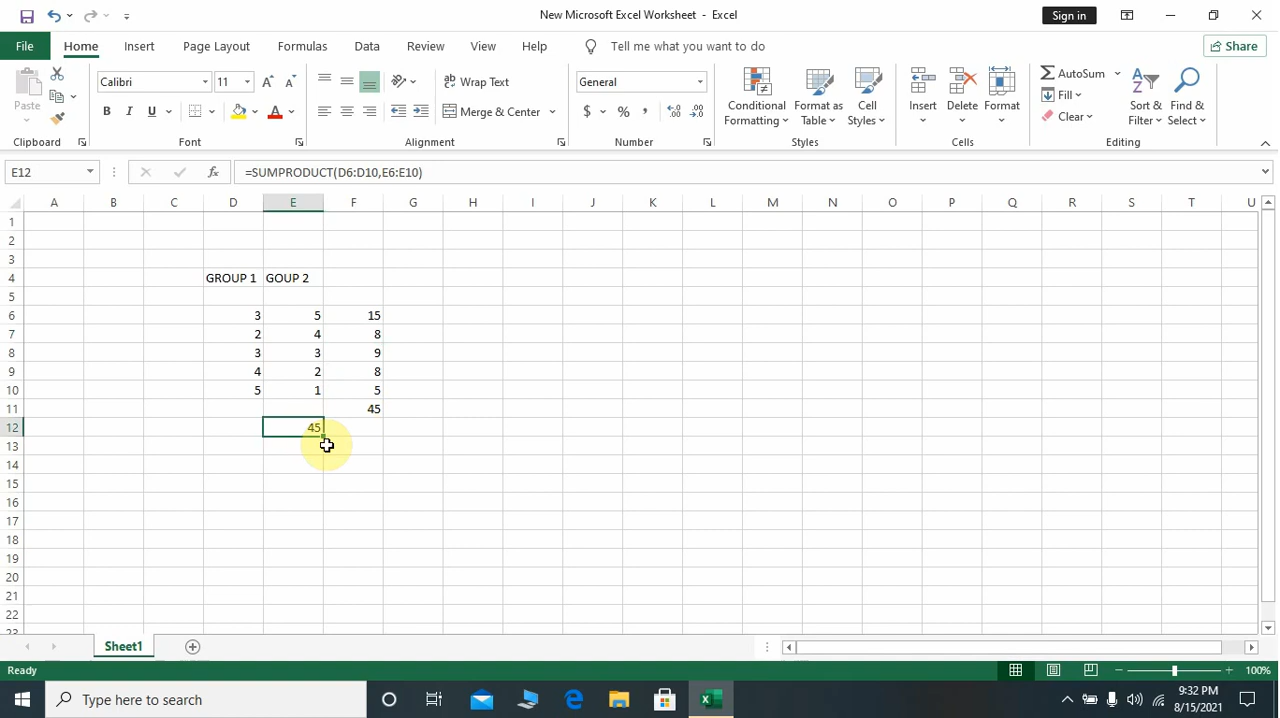 New Microsoft Excel Worksheet - Excel
Sign in
File Home Insert Page Layout Formulas Data Review View Help Tell me what you want to do Share
Paste
Calibri 11
B I U
Wrap Text
Merge & Center
General
$ % ,
Conditional Formatting
Format as Table
Cell Styles
Insert Delete Format
AutoSum
Fill
Clear
Sort & Filter
Find & Select
Clipboard Font Alignment Number Styles Cells Editing
E12 fx =SUMPRODUCT(D6:D10,E6:E10)
A B C D E F G H I J K L M N O P Q R S T U
1
2
3
4 GROUP 1 GOUP 2
5
6 3 5 15
7 2 4 8
8 3 3 9
9 4 2 8
10 5 1 5
11 45
12 45
13
14
15
16
17
18
19
20
21
22
23
Sheet1
Ready 100%
Type here to search
9:32 PM
8/15/2021